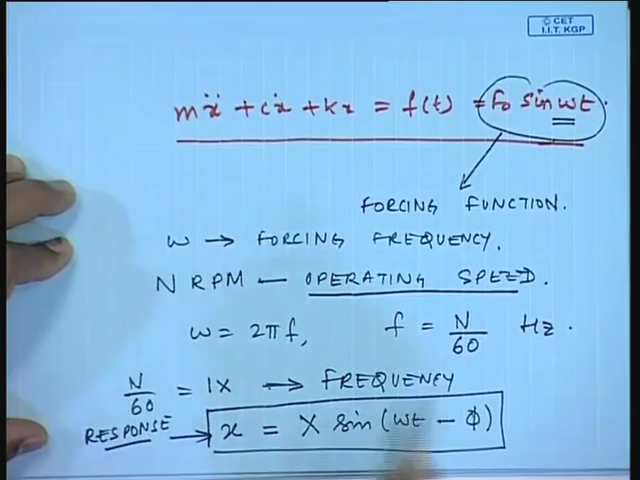 © CET
I.I.T. KGP
mẍ + cẋ + kx = f(t) = F₀ sin ωt.
FORCING FUNCTION.
ω → FORCING FREQUENCY.
N RPM — OPERATING SPEED.
ω = 2πf, f = N/60 Hz.
N/60 = 1X → FREQUENCY
RESPONSE → x = X sin(ωt − φ)